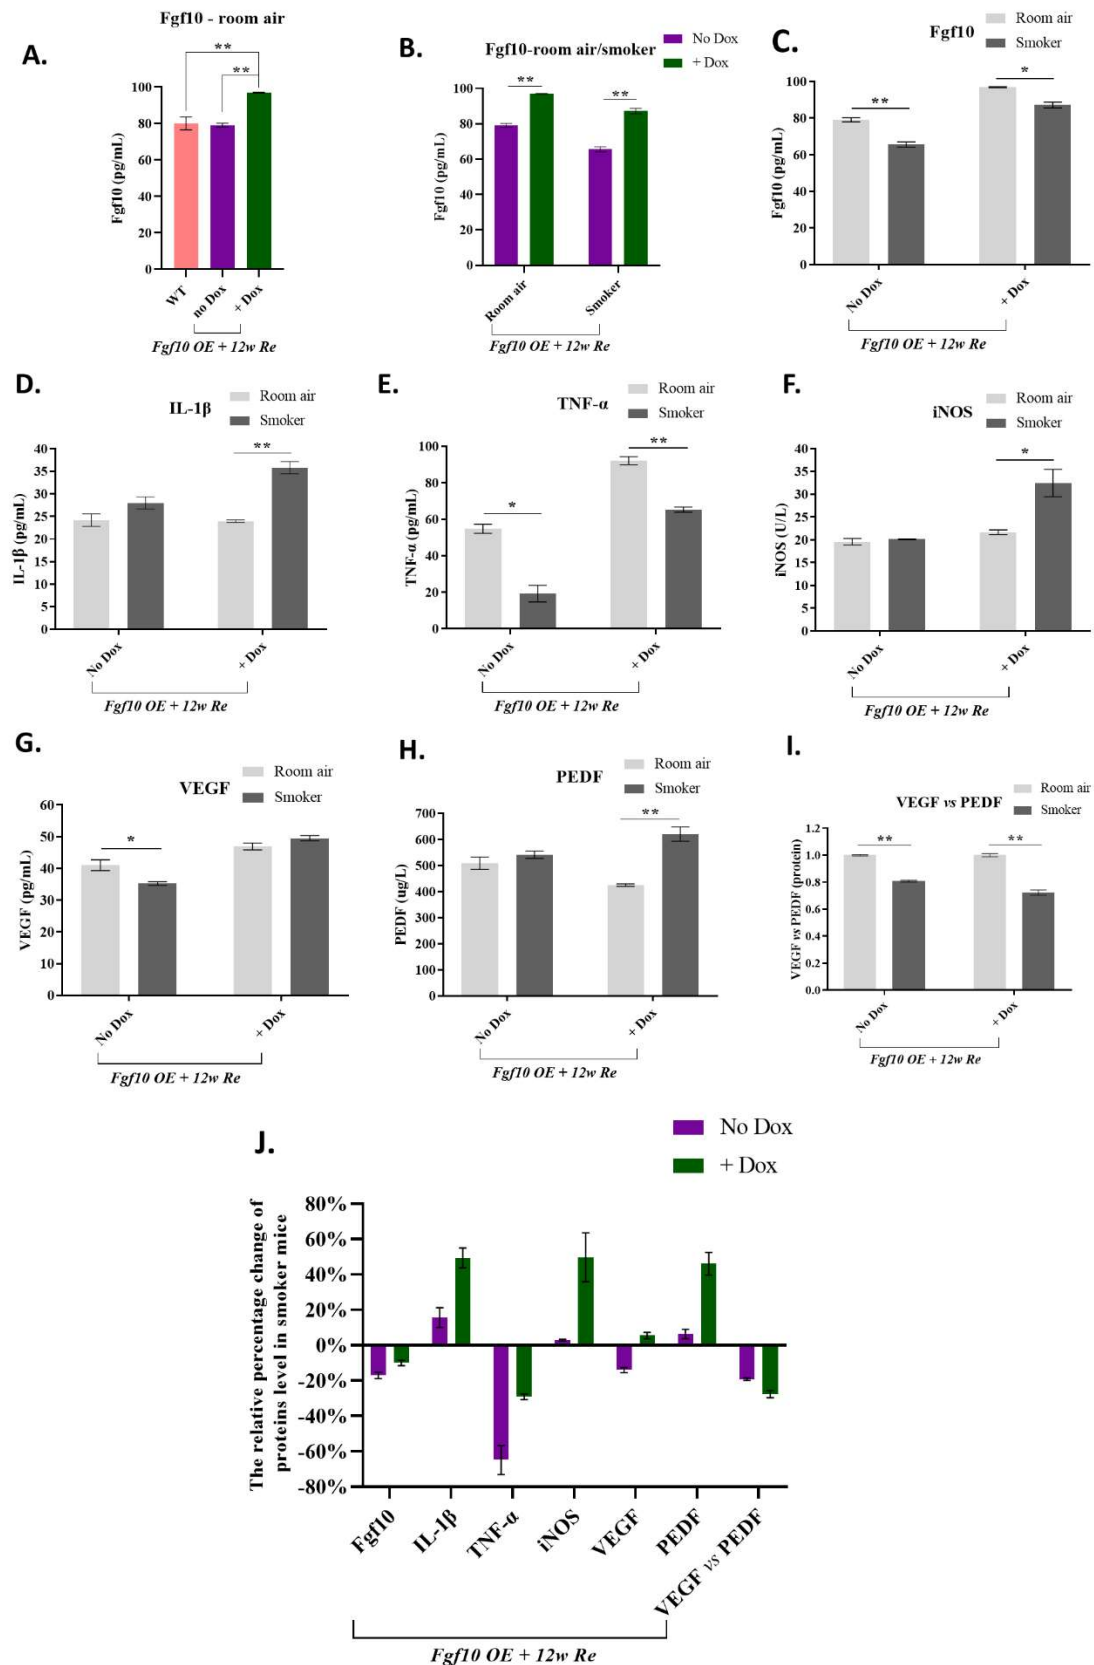 A.
Fgf10 - room air
**
**
Fgf10 (pg/mL)
100
80
60
40
20
0
WT
no Dox
+ Dox
Fgf10 OE + 12w Re
B.
Fgf10-room air/smoker
No Dox
+ Dox
**
**
Fgf10 (pg/mL)
100
80
60
40
20
0
Room air
Smoker
Fgf10 OE + 12w Re
C.
Fgf10
Room air
Smoker
**
*
Fgf10 (pg/mL)
100
80
60
40
20
0
No Dox
+ Dox
Fgf10 OE + 12w Re
D.
IL-1β
Room air
Smoker
**
IL-1β (pg/mL)
40
35
30
25
20
15
10
5
0
No Dox
+ Dox
Fgf10 OE + 12w Re
E.
TNF-α
Room air
Smoker
*
**
TNF-α (pg/mL)
100
80
60
40
20
0
No Dox
+ Dox
Fgf10 OE + 12w Re
F.
iNOS
Room air
Smoker
*
iNOS (U/L)
40
35
30
25
20
15
10
5
0
No Dox
+ Dox
Fgf10 OE + 12w Re
G.
VEGF
Room air
Smoker
*
VEGF (pg/mL)
60
50
40
30
20
10
0
No Dox
+ Dox
Fgf10 OE + 12w Re
H.
PEDF
Room air
Smoker
**
PEDF (ug/L)
700
600
500
400
300
200
100
0
No Dox
+ Dox
Fgf10 OE + 12w Re
I.
VEGF vs PEDF
Room air
Smoker
**
**
VEGF vs PEDF (protein)
1.2
1.0
0.8
0.6
0.4
0.2
0.0
No Dox
+ Dox
Fgf10 OE + 12w Re
J.
No Dox
+ Dox
The relative percentage change of
proteins level in smoker mice
80%
60%
40%
20%
0%
-20%
-40%
-60%
-80%
Fgf10
IL-1β
TNF-α
iNOS
VEGF
PEDF
VEGF vs PEDF
Fgf10 OE + 12w Re